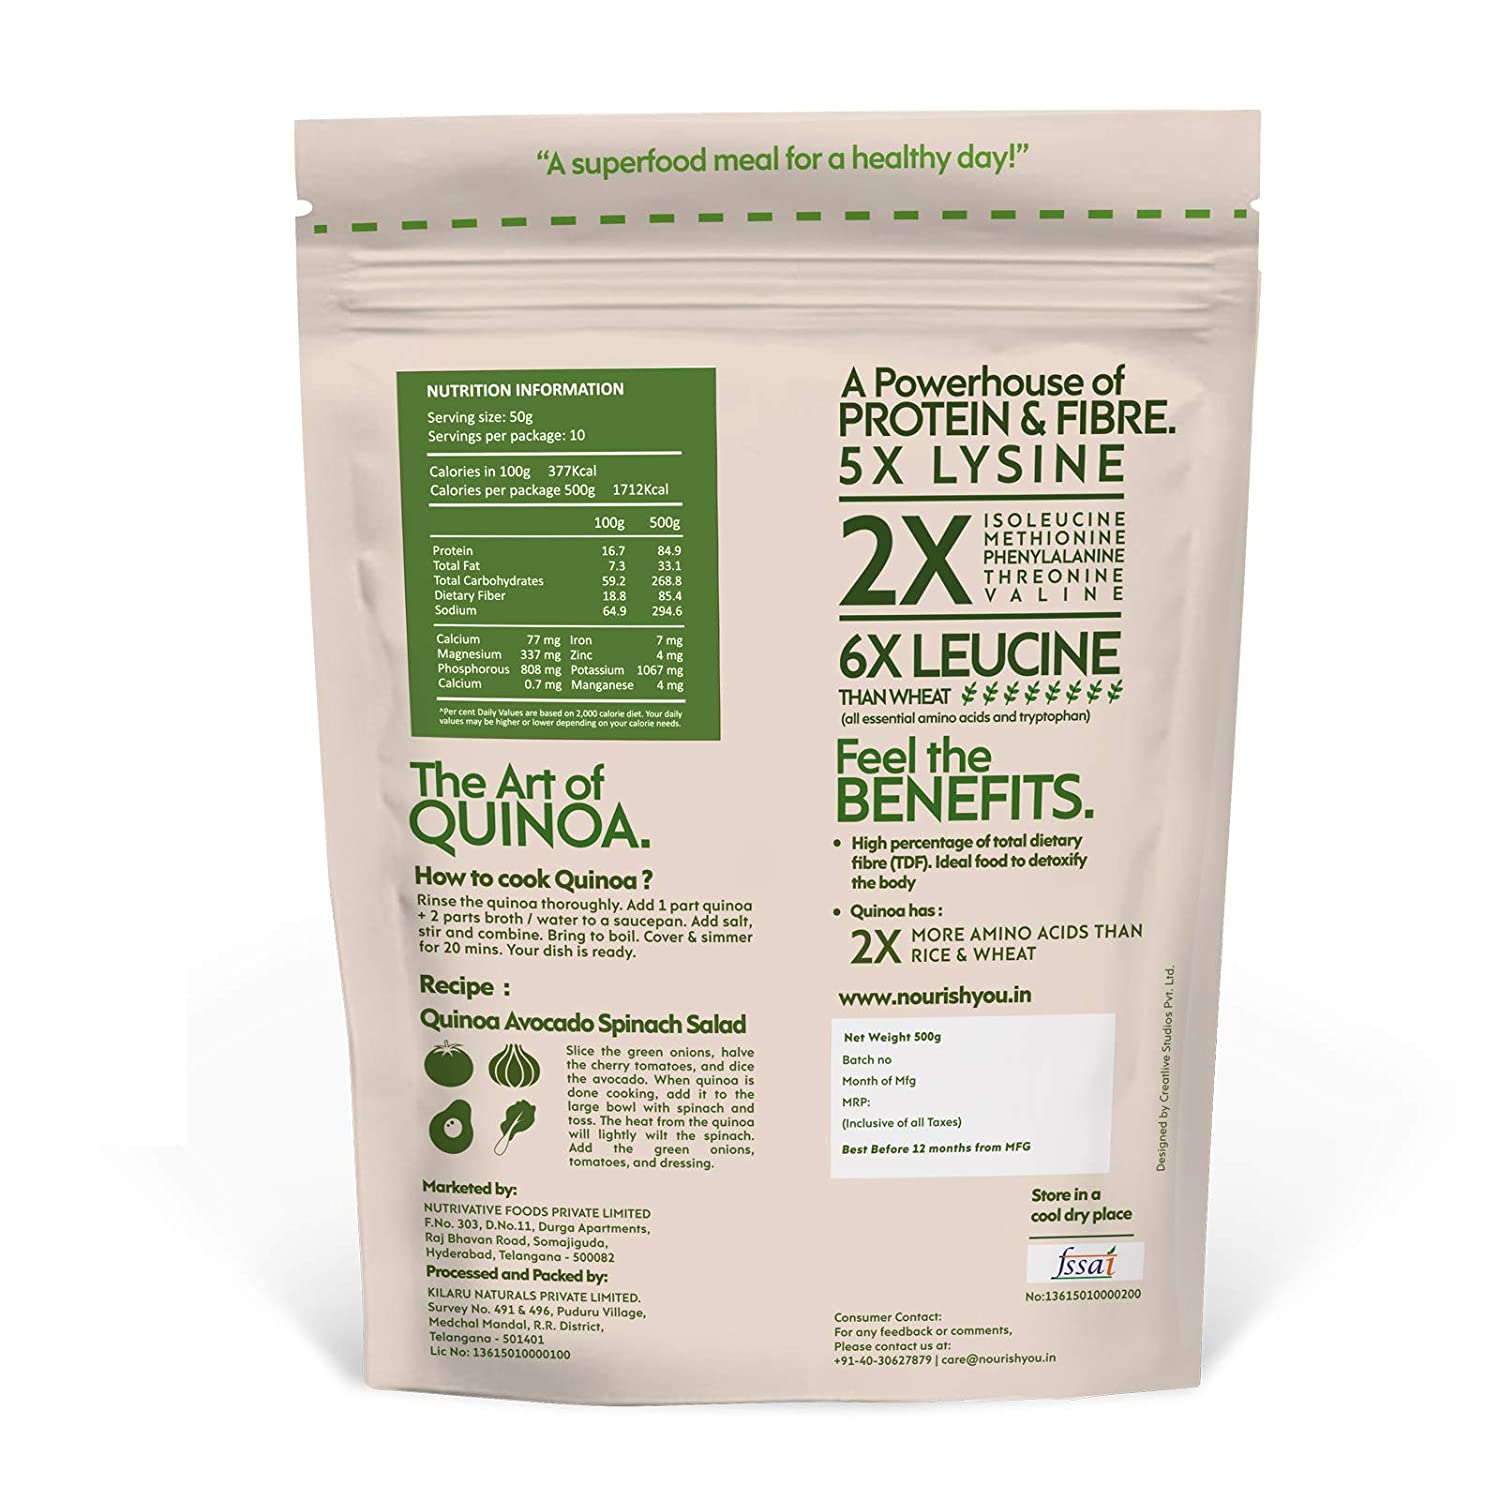 “A superfood meal for a healthy day!”
NUTRITION INFORMATION
Serving size: 50g
Servings per package: 10
Calories in 100g 377Kcal
Calories per package 500g 1712Kcal
100g 500g
Protein 16.7 84.9
Total Fat 7.3 33.1
Total Carbohydrates 59.2 268.8
Dietary Fiber 18.8 85.4
Sodium 64.9 294.6
Calcium 77 mg Iron 7 mg
Magnesium 337 mg Zinc 4 mg
Phosphorous 808 mg Potassium 1067 mg
Calcium 0.7 mg Manganese 4 mg
^Per cent Daily Values are based on 2,000 calorie diet. Your daily
values may be higher or lower depending on your calorie needs.
The Art of
QUINOA.
How to cook Quinoa ?
Rinse the quinoa thoroughly. Add 1 part quinoa
+ 2 parts broth / water to a saucepan. Add salt,
stir and combine. Bring to boil. Cover & simmer
for 20 mins. Your dish is ready.
Recipe :
Quinoa Avocado Spinach Salad
Slice the green onions, halve
the cherry tomatoes, and dice
the avocado. When quinoa is
done cooking, add it to the
large bowl with spinach and
toss. The heat from the quinoa
will lightly wilt the spinach.
Add the green onions,
tomatoes, and dressing.
Marketed by:
NUTRIVATIVE FOODS PRIVATE LIMITED
F.No. 303, D.No.11, Durga Apartments,
Raj Bhavan Road, Somajiguda,
Hyderabad, Telangana - 500082
Processed and Packed by:
KILARU NATURALS PRIVATE LIMITED.
Survey No. 491 & 496, Puduru Village,
Medchal Mandal, R.R. District,
Telangana - 501401
Lic No: 13615010000100
A Powerhouse of
PROTEIN & FIBRE.
5X LYSINE
2X
ISOLEUCINE
METHIONINE
PHENYLALANINE
THREONINE
VALINE
6X LEUCINE
THAN WHEAT
(all essential amino acids and tryptophan)
Feel the
BENEFITS.
• High percentage of total dietary
fibre (TDF). Ideal food to detoxify
the body
• Quinoa has :
2X MORE AMINO ACIDS THAN
RICE & WHEAT
www.nourishyou.in
Net Weight 500g
Batch no
Month of Mfg
MRP:
(Inclusive of all Taxes)
Best Before 12 months from MFG
Designed by Creatlive Studios Pvt. Ltd.
Store in a
cool dry place
fssai
No:13615010000200
Consumer Contact:
For any feedback or comments,
Please contact us at:
+91-40-30627879 | care@nourishyou.in